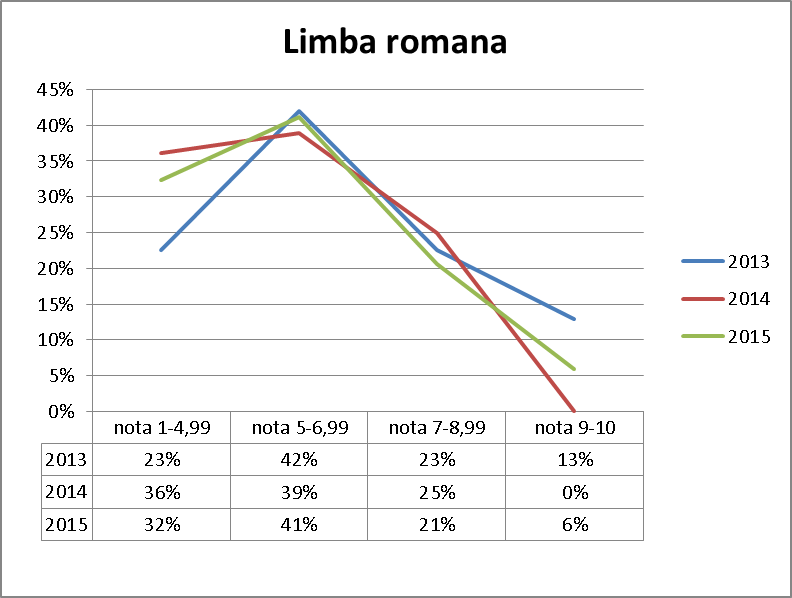 Limba romana
45%
40%
35%
30%
25%
20%
15%
10%
5%
0%
2013
2014
2015
nota 1-4,99 nota 5-6,99 nota 7-8,99 nota 9-10
2013 23% 42% 23% 13%
2014 36% 39% 25% 0%
2015 32% 41% 21% 6%